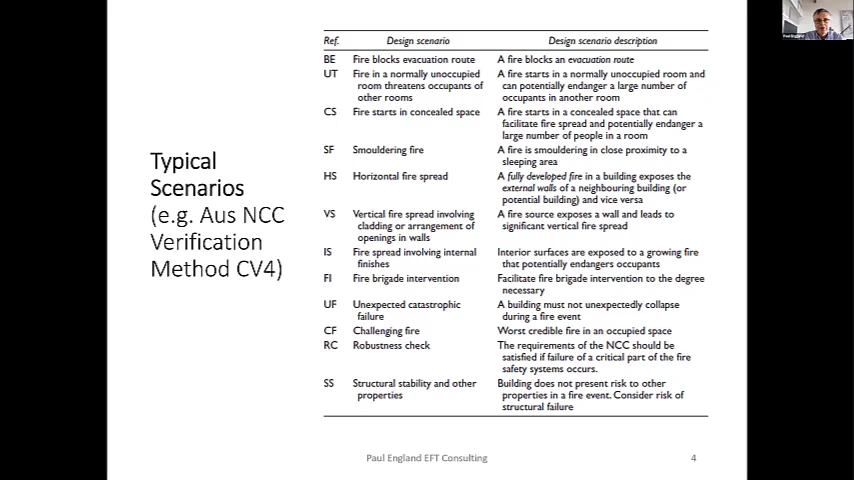 Typical
Scenarios
(e.g. Aus NCC
Verification
Method CV4)
Ref. Design scenario Design scenario description
BE Fire blocks evacuation route A fire blocks an evacuation route
UT Fire in a normally unoccupied A fire starts in a normally unoccupied room and
room threatens occupants of can potentially endanger a large number of
other rooms occupants in another room
CS Fire starts in concealed space A fire starts in a concealed space that can
facilitate fire spread and potentially endanger a
large number of people in a room
SF Smouldering fire A fire is smouldering in close proximity to a
sleeping area
HS Horizontal fire spread A fully developed fire in a building exposes the
external walls of a neighbouring building (or
potential building) and vice versa
VS Vertical fire spread involving A fire source exposes a wall and leads to
cladding or arrangement of significant vertical fire spread
openings in walls
IS Fire spread involving internal Interior surfaces are exposed to a growing fire
finishes that potentially endangers occupants
FI Fire brigade intervention Facilitate fire brigade intervention to the degree
necessary
UF Unexpected catastrophic A building must not unexpectedly collapse
failure during a fire event
CF Challenging fire Worst credible fire in an occupied space
RC Robustness check The requirements of the NCC should be
satisfied if failure of a critical part of the fire
safety systems occurs.
SS Structural stability and other Building does not present risk to other
properties properties in a fire event. Consider risk of
structural failure
Paul England EFT Consulting 4
Paul England